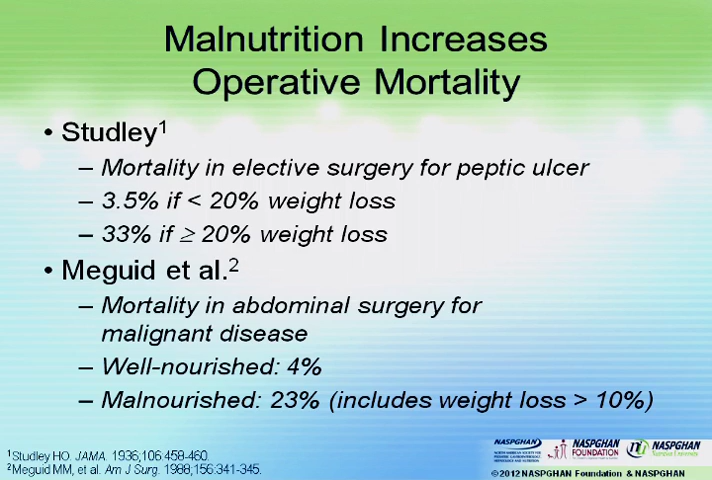 Malnutrition Increases
Operative Mortality
• Studley1
– Mortality in elective surgery for peptic ulcer
– 3.5% if < 20% weight loss
– 33% if ≥ 20% weight loss
• Meguid et al.2
– Mortality in abdominal surgery for
malignant disease
– Well-nourished: 4%
– Malnourished: 23% (includes weight loss > 10%)
1Studley HO. JAMA. 1936;106:458-460.
2Meguid MM, et al. Am J Surg. 1988;156:341-345.
NASPGHAN
NASPGHAN
FOUNDATION
NASPGHAN
©2012 NASPGHAN Foundation & NASPGHAN